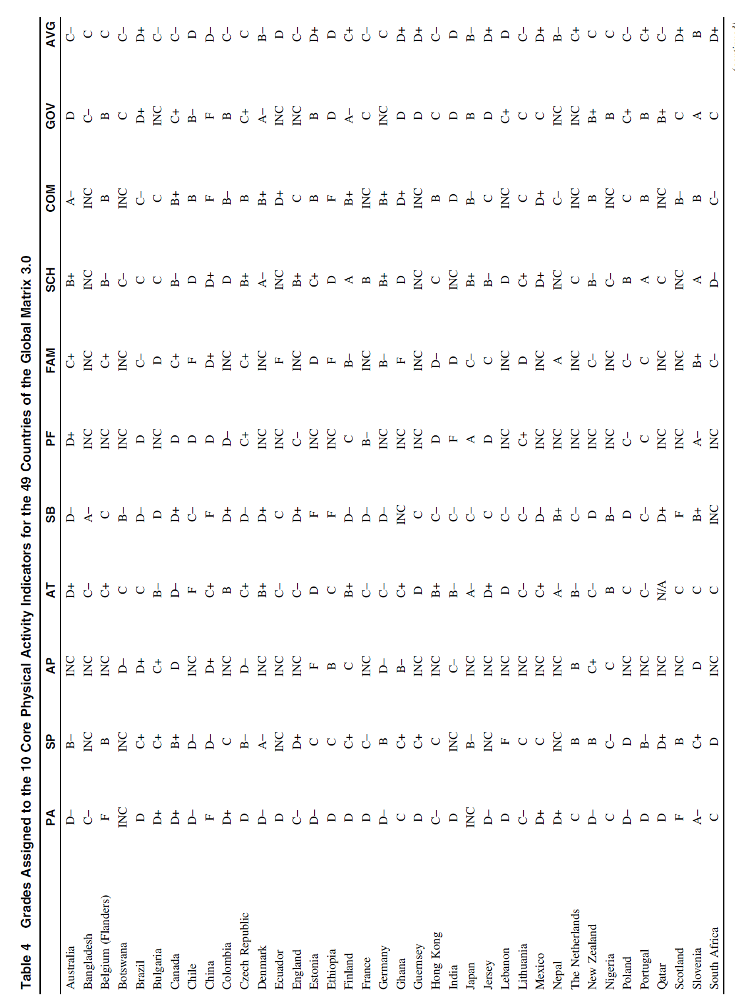 Table 4 Grades Assigned to the 10 Core Physical Activity Indicators for the 49 Countries of the Global Matrix 3.0
PA SP AP AT SB PF FAM SCH COM GOV AVG
Australia D– B– INC D+ D– D+ C+ B+ A– D C–
Bangladesh C– INC INC C– A– INC INC INC INC C– C
Belgium (Flanders) F B INC C+ C INC C+ B– B B C
Botswana INC INC D– C B– INC INC C– INC C C–
Brazil D C+ D+ C D– D C– C C– D+ D+
Bulgaria D+ C+ C+ B– D INC D C C INC C–
Canada D+ B+ D D– D+ D C+ B– B+ C+ C–
Chile D– D– INC F C– D F D B B– D
China F D– D+ C+ F D D+ D+ F F D–
Colombia D+ C INC B D+ D– INC D B– B C–
Czech Republic D B– D– C+ D– C+ C+ B+ B C+ C
Denmark D– A– INC B+ D+ INC INC A– B+ A– B–
Ecuador D INC INC C– C INC F INC D+ INC D
England C– D+ INC C– D+ C– INC B+ C INC C–
Estonia D– C F D F INC D C+ B B D+
Ethiopia D C B C F INC F D F D D
Finland D C+ C B+ D– C B– A B+ A– C+
France D C– INC C– D– B– INC B INC C C–
Germany D– B D– C– D– INC B– B+ B+ INC C
Ghana C C+ B– C+ INC INC F D D+ D D+
Guernsey D C+ INC D C INC INC INC INC D D+
Hong Kong C– C INC B+ C– D D– C B C C–
India D INC C– B– C– F D INC D D D
Japan INC B– INC A– C– A C– B+ B– B B–
Jersey D– INC INC D+ C D C B– C D D+
Lebanon D F INC D C– INC INC D INC C+ D
Lithuania C– C INC C– C– C+ D C+ C C C–
Mexico D+ C INC C+ D– INC INC D+ D+ C D+
Nepal D+ INC INC A– B+ INC A INC C– INC B–
The Netherlands C B B B– C– INC INC C INC INC C+
New Zealand D– B C+ C– D INC C– B– B B+ C
Nigeria C C– C B B– INC INC C– INC B C
Poland D– D INC C D C– C– B C C+ C–
Portugal D B– INC C– C– C C A B B C+
Qatar D D+ INC N/A D+ INC INC C INC B+ C–
Scotland F B INC C F INC INC INC B– C D+
Slovenia A– C+ D C B+ A– B+ A B A B
South Africa C D INC C INC INC C– D– C– C D+